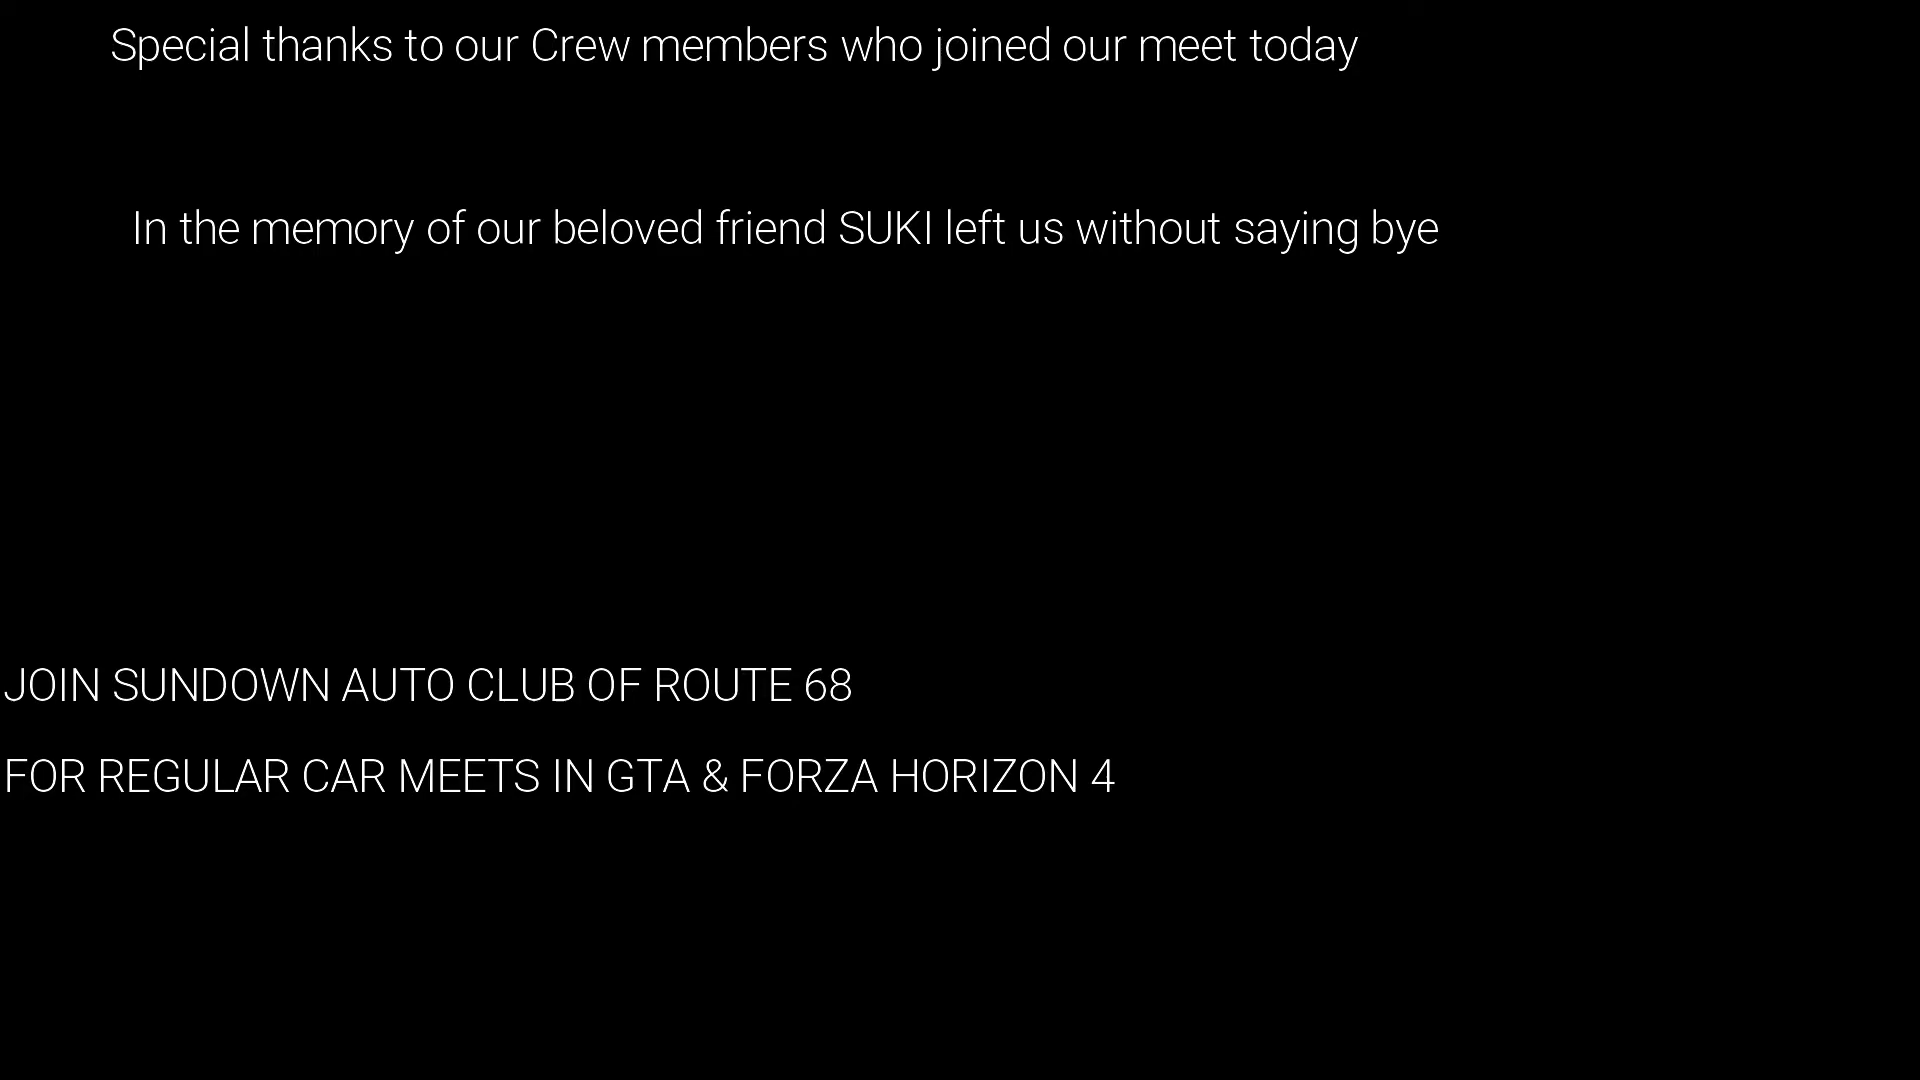 Special thanks to our Crew members who joined our meet today
In the memory of our beloved friend SUKI left us without saying bye
JOIN SUNDOWN AUTO CLUB OF ROUTE 68
FOR REGULAR CAR MEETS IN GTA & FORZA HORIZON 4